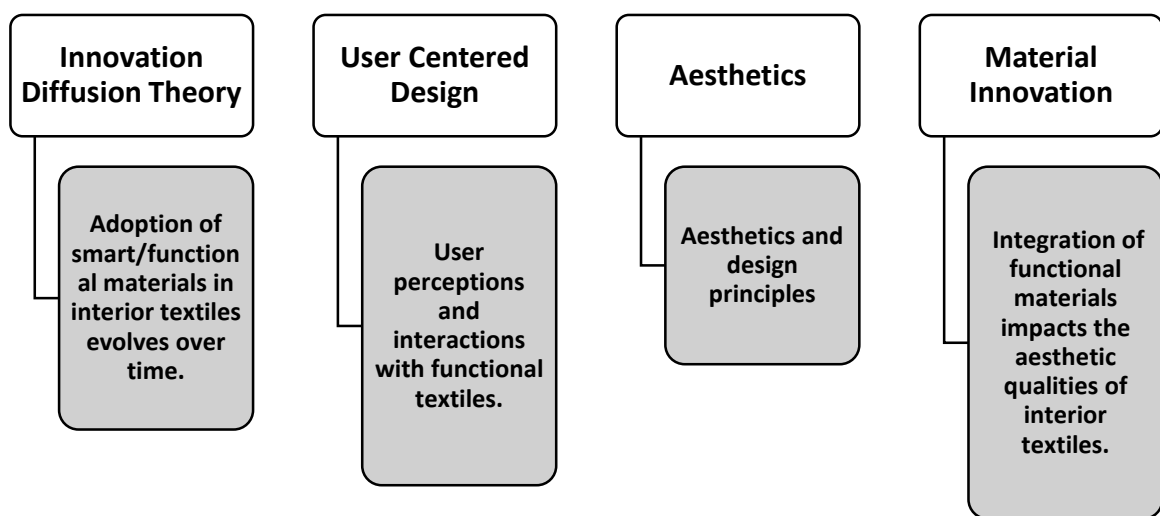 Innovation
Diffusion Theory
Adoption of
smart/function
al materials in
interior textiles
evolves over
time.
User Centered
Design
User
perceptions
and
interactions
with functional
textiles.
Aesthetics
Aesthetics and
design
principles
Material
Innovation
Integration of
functional
materials
impacts the
aesthetic
qualities of
interior
textiles.